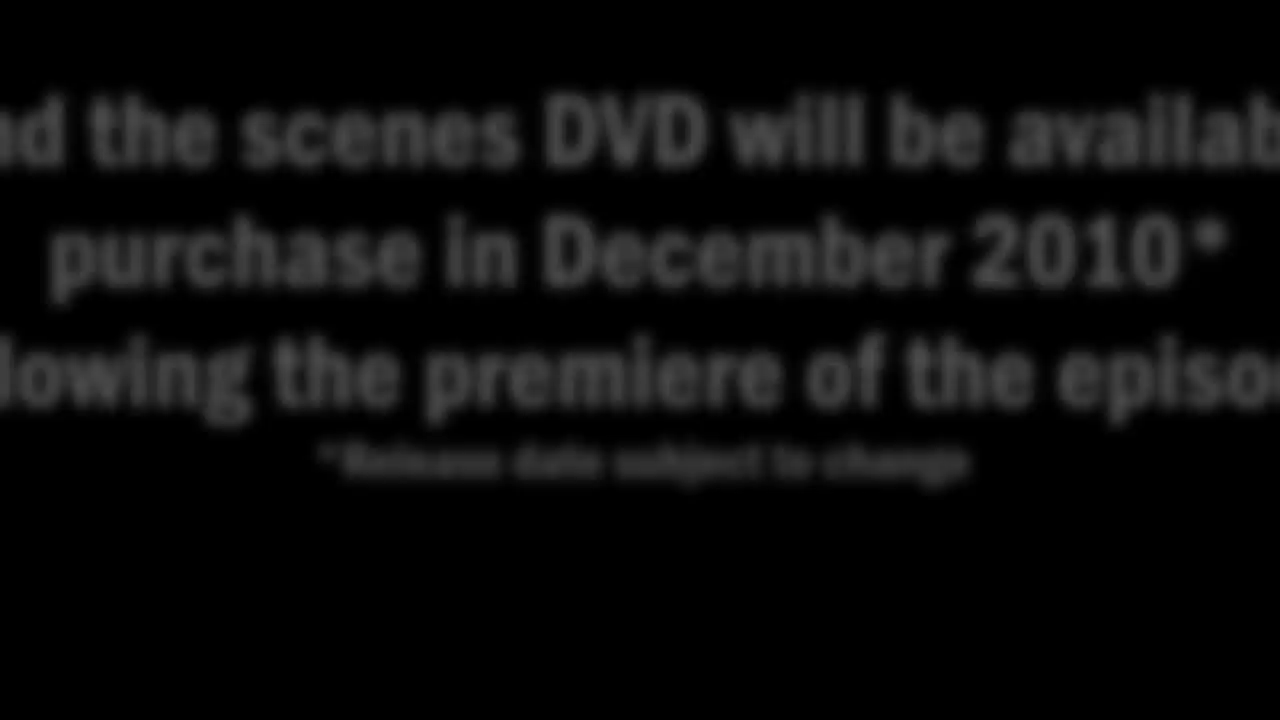 nd the scenes DVD will be availab
purchase in December 2010*
lowing the premiere of the episo
*Release date subject to change